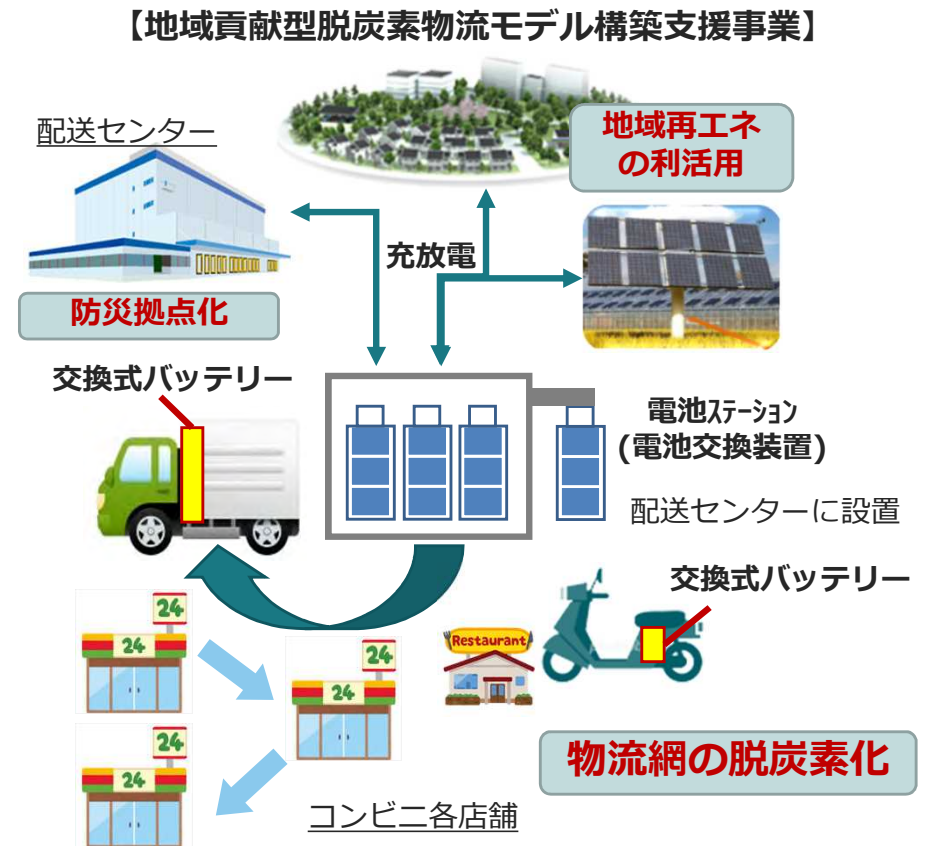 【地域貢献型脱炭素物流モデル構築支援事業】
配送センター
地域再エネ
の利活用
充放電
防災拠点化
交換式バッテリー
電池ｽﾃｰｼｮﾝ
(電池交換装置)
配送センターに設置
交換式バッテリー
24
24
Restaurant
24
24
24
24
物流網の脱炭素化
コンビニ各店舗